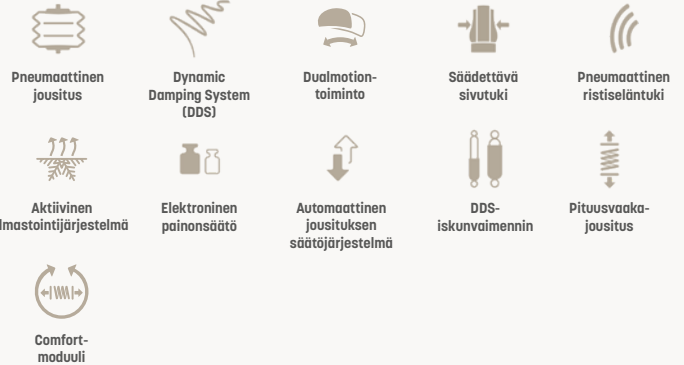 Pneumaattinen
jousitus
Dynamic
Damping System
(DDS)
Dualmotion-
toiminto
Säädettävä
sivutuki
Pneumaattinen
ristiseläntuki
Aktiivinen
lmastointijärjestelmä
Elektroninen
painonsäätö
Automaattinen
jousituksen
säätöjärjestelmä
DDS-
iskunvaimennin
Pituusvaaka-
jousitus
Comfort-
moduuli